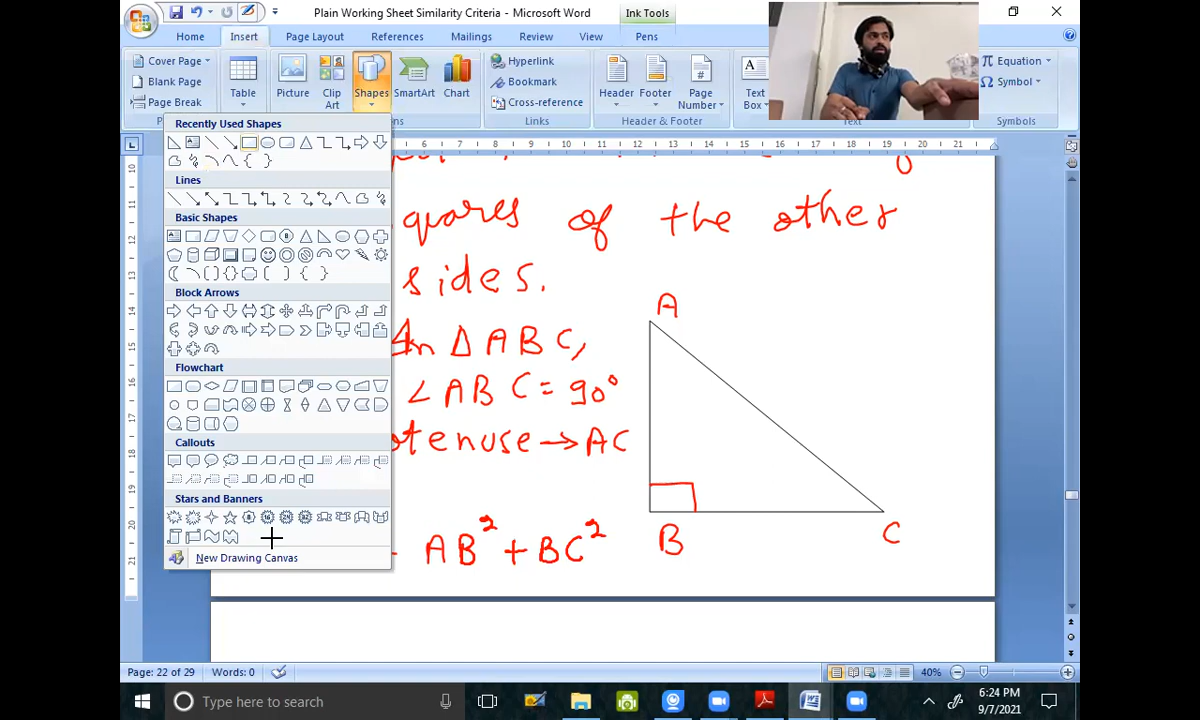 Plain Working Sheet Similarity Criteria - Microsoft Word
Ink Tools
Home
Insert
Page Layout
References
Mailings
Review
View
Pens
Cover Page
Blank Page
Page Break
Table
Picture
Clip Art
Shapes
SmartArt
Chart
Hyperlink
Bookmark
Cross-reference
Links
Header
Footer
Page Number
Header & Footer
Text Box
Text
Equation
Symbol
Symbols
Recently Used Shapes
Lines
Basic Shapes
Block Arrows
Flowchart
Callouts
Stars and Banners
New Drawing Canvas
quares of the other
sides.
In Δ ABC,
∠ABC = 90°
otenuse → AC
AB² + BC²
A
B
C
Page: 22 of 29
Words: 0
40%
Type here to search
6:24 PM
9/7/2021